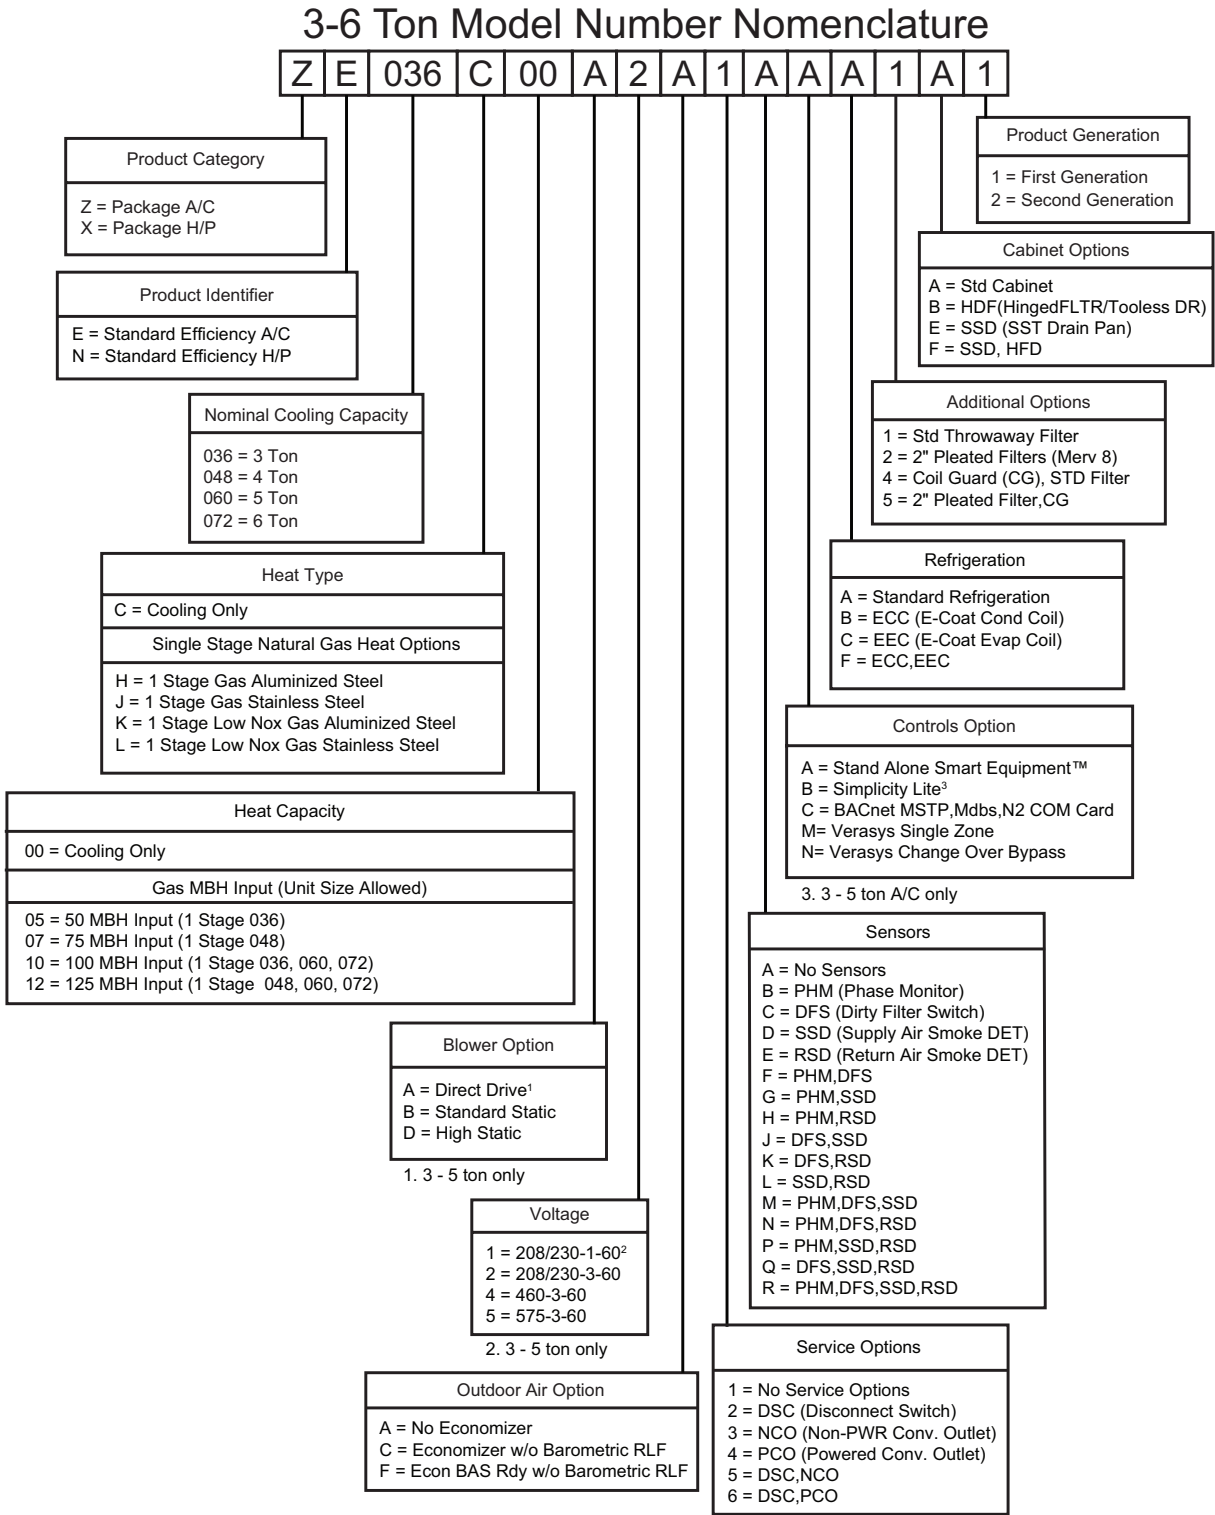 3-6 Ton Model Number Nomenclature
Z E 036 C 00 A 2 A 1 A A A 1 A 1
Product Category
Z = Package A/C
X = Package H/P
Product Identifier
E = Standard Efficiency A/C
N = Standard Efficiency H/P
Nominal Cooling Capacity
036 = 3 Ton
048 = 4 Ton
060 = 5 Ton
072 = 6 Ton
Heat Type
C = Cooling Only
Single Stage Natural Gas Heat Options
H = 1 Stage Gas Aluminized Steel
J = 1 Stage Gas Stainless Steel
K = 1 Stage Low Nox Gas Aluminized Steel
L = 1 Stage Low Nox Gas Stainless Steel
Heat Capacity
00 = Cooling Only
Gas MBH Input (Unit Size Allowed)
05 = 50 MBH Input (1 Stage 036)
07 = 75 MBH Input (1 Stage 048)
10 = 100 MBH Input (1 Stage 036, 060, 072)
12 = 125 MBH Input (1 Stage 048, 060, 072)
Blower Option
A = Direct Drive¹
B = Standard Static
D = High Static
1. 3 - 5 ton only
Voltage
1 = 208/230-1-60²
2 = 208/230-3-60
4 = 460-3-60
5 = 575-3-60
2. 3 - 5 ton only
Outdoor Air Option
A = No Economizer
C = Economizer w/o Barometric RLF
F = Econ BAS Rdy w/o Barometric RLF
Product Generation
1 = First Generation
2 = Second Generation
Cabinet Options
A = Std Cabinet
B = HDF(HingedFLTR/Tooless DR)
E = SSD (SST Drain Pan)
F = SSD, HFD
Additional Options
1 = Std Throwaway Filter
2 = 2" Pleated Filters (Merv 8)
4 = Coil Guard (CG), STD Filter
5 = 2" Pleated Filter,CG
Refrigeration
A = Standard Refrigeration
B = ECC (E-Coat Cond Coil)
C = EEC (E-Coat Evap Coil)
F = ECC,EEC
Controls Option
A = Stand Alone Smart Equipment™
B = Simplicity Lite³
C = BACnet MSTP,Mdbs,N2 COM Card
M= Verasys Single Zone
N= Verasys Change Over Bypass
3. 3 - 5 ton A/C only
Sensors
A = No Sensors
B = PHM (Phase Monitor)
C = DFS (Dirty Filter Switch)
D = SSD (Supply Air Smoke DET)
E = RSD (Return Air Smoke DET)
F = PHM,DFS
G = PHM,SSD
H = PHM,RSD
J = DFS,SSD
K = DFS,RSD
L = SSD,RSD
M = PHM,DFS,SSD
N = PHM,DFS,RSD
P = PHM,SSD,RSD
Q = DFS,SSD,RSD
R = PHM,DFS,SSD,RSD
Service Options
1 = No Service Options
2 = DSC (Disconnect Switch)
3 = NCO (Non-PWR Conv. Outlet)
4 = PCO (Powered Conv. Outlet)
5 = DSC,NCO
6 = DSC,PCO